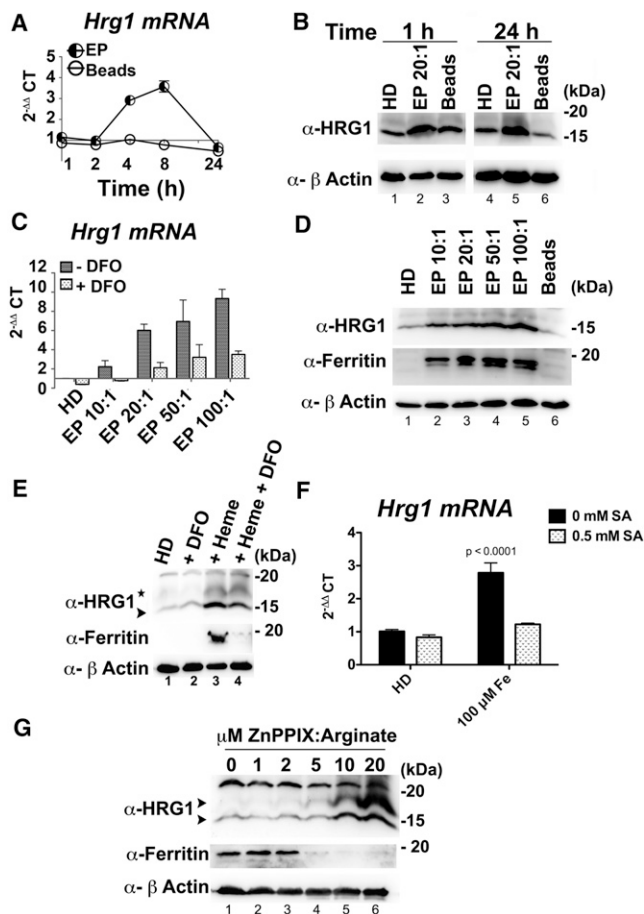 A
Hrg1 mRNA
EP
Beads
2-ΔΔ CT
5
4
3
2
1
0
1 2 4 8 24
Time (h)
B
Time 1 h 24 h
HD EP 20:1 Beads HD EP 20:1 Beads
(kDa)
-20
α-HRG1
-15
α- β Actin
1 2 3 4 5 6
C
Hrg1 mRNA
- DFO
+ DFO
2-ΔΔ CT
12
10
8
6
4
2
0
HD EP 10:1 EP 20:1 EP 50:1 EP 100:1
D
HD EP 10:1 EP 20:1 EP 50:1 EP 100:1 Beads
(kDa)
α-HRG1
-15
α-Ferritin
- 20
α- β Actin
1 2 3 4 5 6
E
HD + DFO + Heme + Heme + DFO
(kDa)
-20
★
α-HRG1
-15
α-Ferritin
- 20
α- β Actin
1 2 3 4
F
Hrg1 mRNA
0 mM SA
0.5 mM SA
p < 0.0001
2-ΔΔ CT
4
3
2
1
0
HD 100 μM Fe
G
μM ZnPPIX:Arginate
0 1 2 5 10 20
(kDa)
-20
α-HRG1
-15
α-Ferritin
- 20
α- β Actin
1 2 3 4 5 6